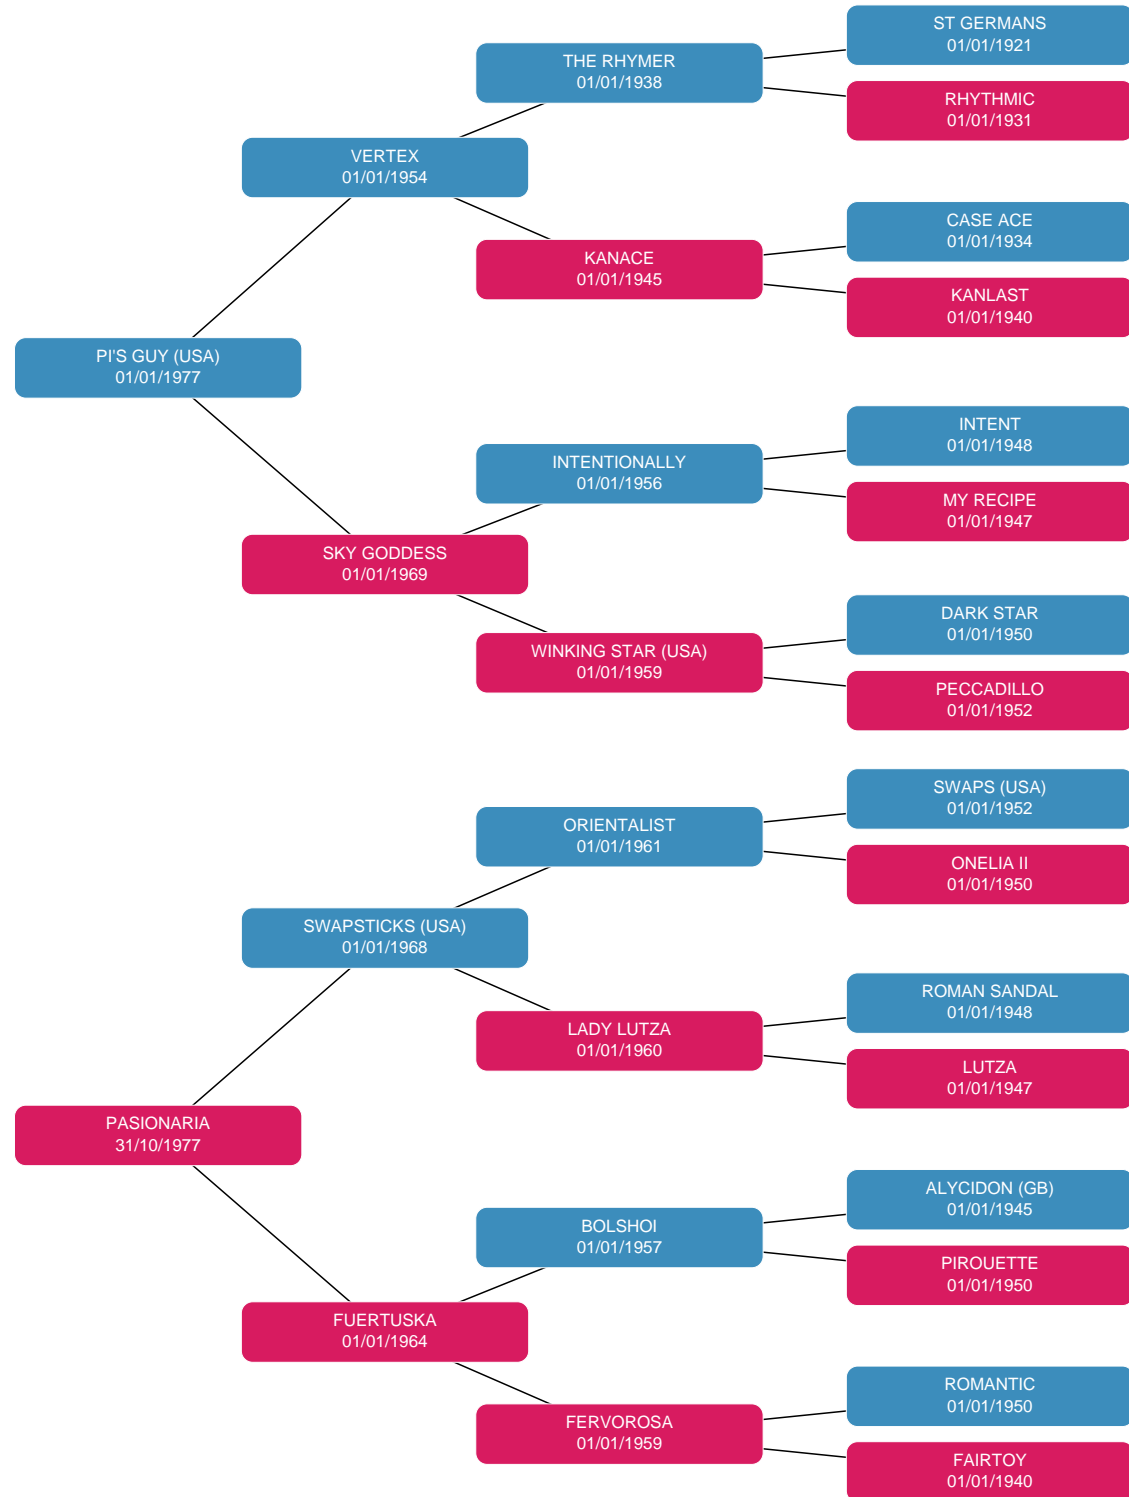 ST GERMANS
01/01/1921
THE RHYMER
01/01/1938
RHYTHMIC
01/01/1931
VERTEX
01/01/1954
CASE ACE
01/01/1934
KANACE
01/01/1945
KANLAST
01/01/1940
PI'S GUY (USA)
01/01/1977
INTENT
01/01/1948
INTENTIONALLY
01/01/1956
MY RECIPE
01/01/1947
SKY GODDESS
01/01/1969
DARK STAR
01/01/1950
WINKING STAR (USA)
01/01/1959
PECCADILLO
01/01/1952
SWAPS (USA)
01/01/1952
ORIENTALIST
01/01/1961
ONELIA II
01/01/1950
SWAPSTICKS (USA)
01/01/1968
ROMAN SANDAL
01/01/1948
LADY LUTZA
01/01/1960
LUTZA
01/01/1947
PASIONARIA
31/10/1977
ALYCIDON (GB)
01/01/1945
BOLSHOI
01/01/1957
PIROUETTE
01/01/1950
FUERTUSKA
01/01/1964
ROMANTIC
01/01/1950
FERVOROSA
01/01/1959
FAIRTOY
01/01/1940